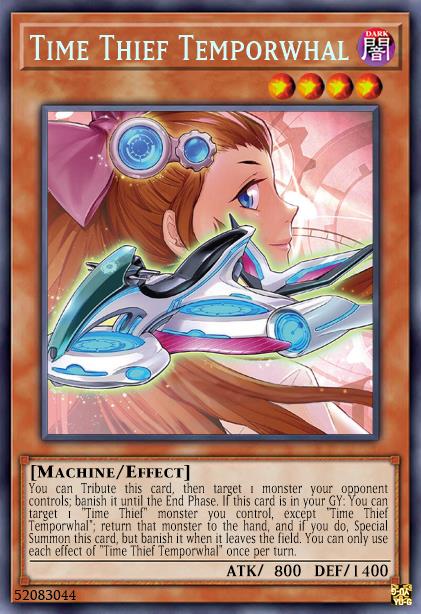 TIME THIEF TEMPORWHAL
DARK
闇
[MACHINE/EFFECT]
You can Tribute this card, then target 1 monster your opponent
controls; banish it until the End Phase. If this card is in your GY: You can
target 1 "Time Thief" monster you control, except "Time Thief
Temporwhal"; return that monster to the hand, and if you do, Special
Summon this card, but banish it when it leaves the field. You can only use
each effect of "Time Thief Temporwhal" once per turn.
ATK/ 800 DEF/1400
52083044